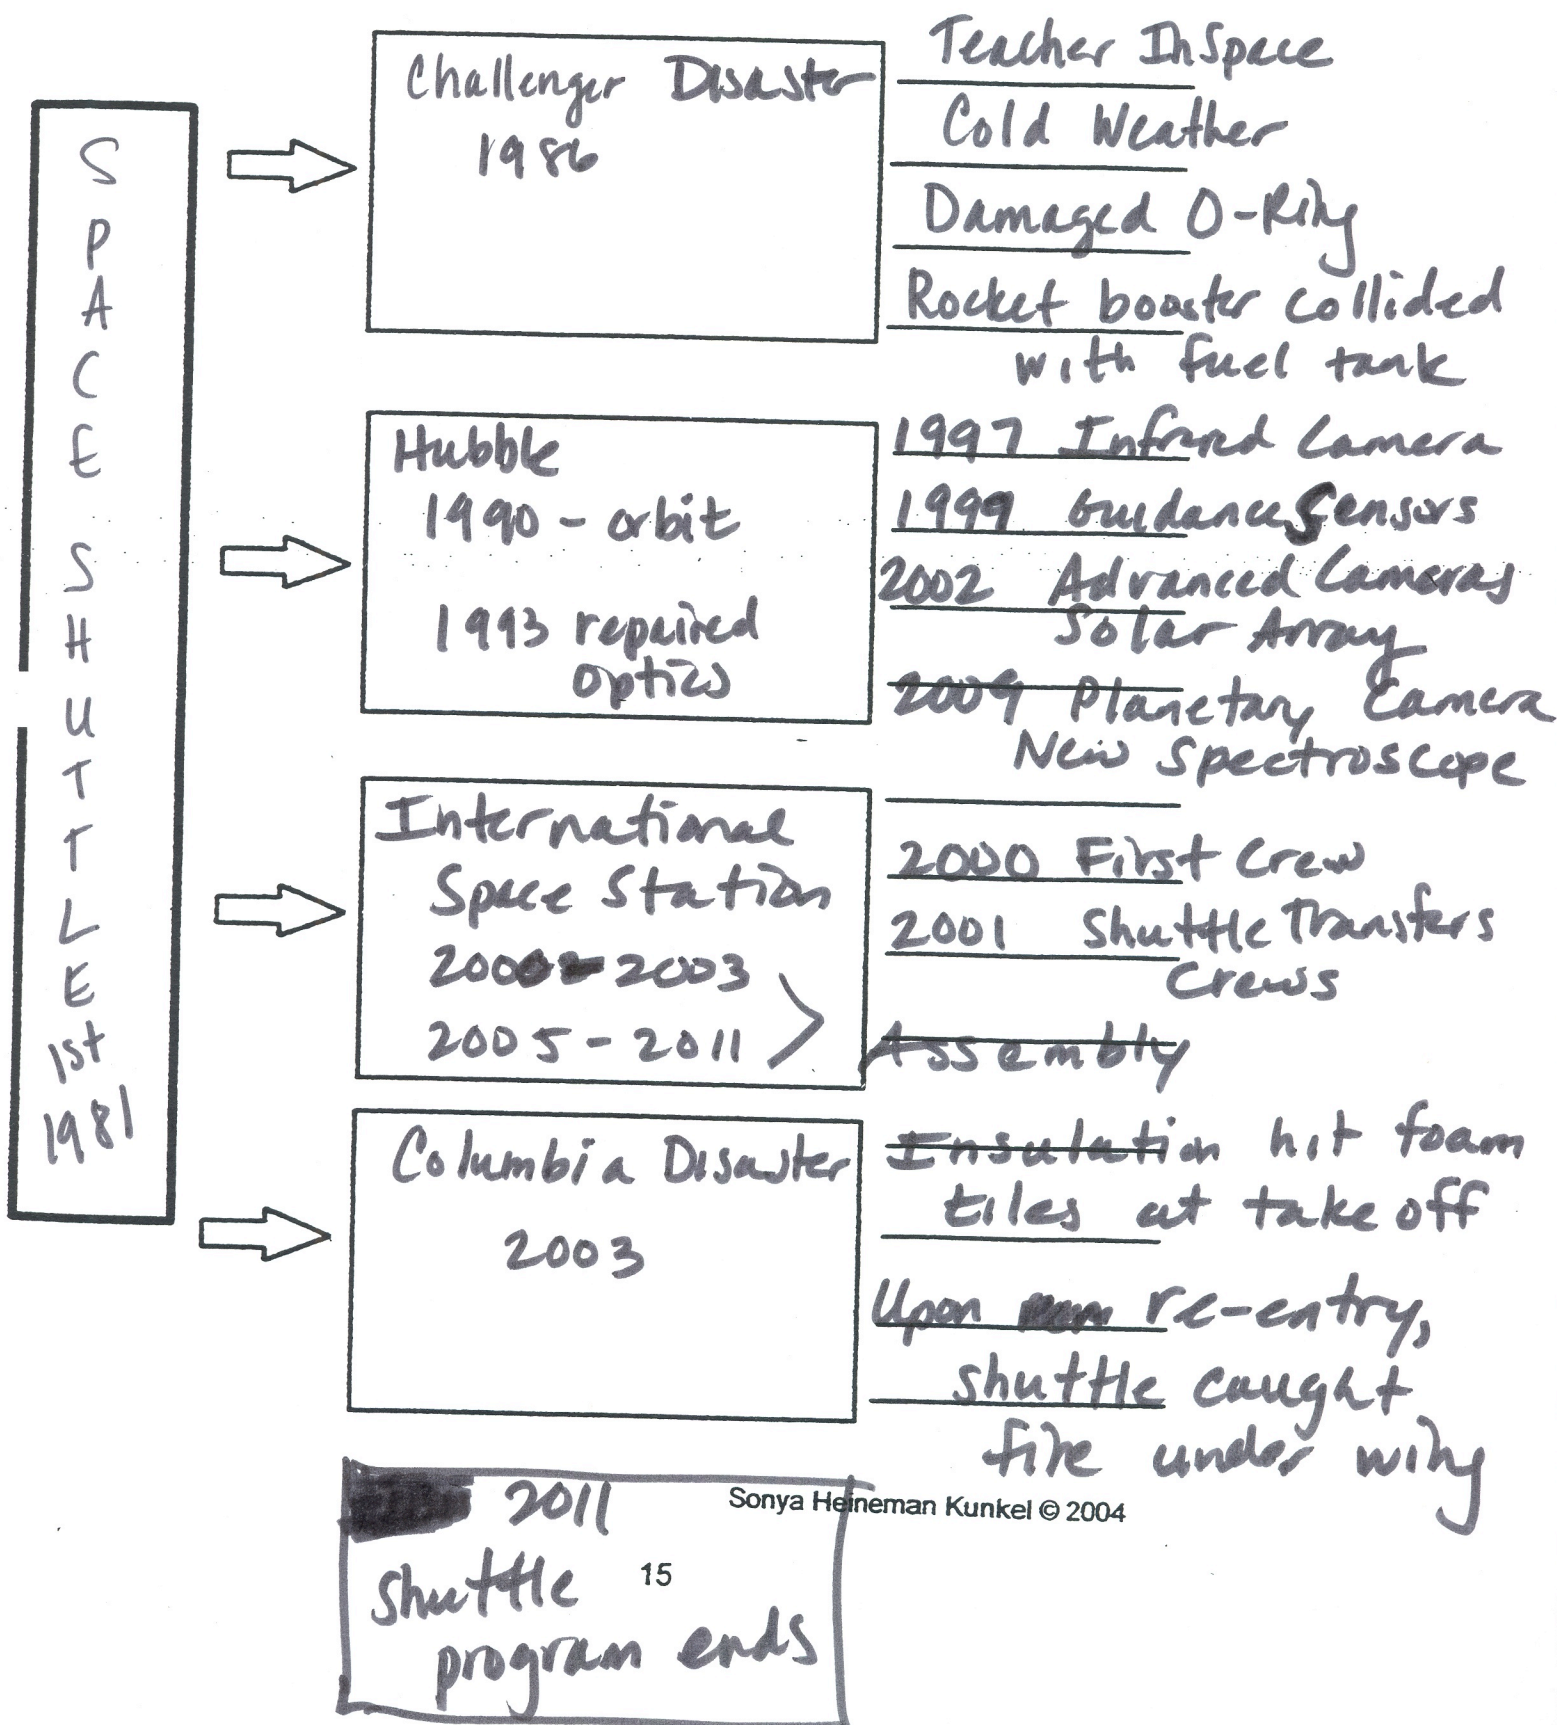 SPACE SHUTTLE
1st
1981
Challenger Disaster
1986
Teacher In Space
Cold Weather
Damaged O-Ring
Rocket booster collided
with fuel tank
Hubble
1990 - orbit
1993 repaired
optics
1997 Infrared Camera
1999 Guidance Sensors
2002 Advanced Cameras
Solar Array
2009 Planetary Camera
New Spectroscope
International
Space Station
2000-2003
2005-2011
2000 First Crew
2001 Shuttle Transfers
Crews
Assembly
Columbia Disaster
2003
Insulation hit foam
tiles at take off
Upon re-entry,
shuttle caught
fire under wing
2011
Shuttle
program ends
Sonya Heineman Kunkel © 2004
15